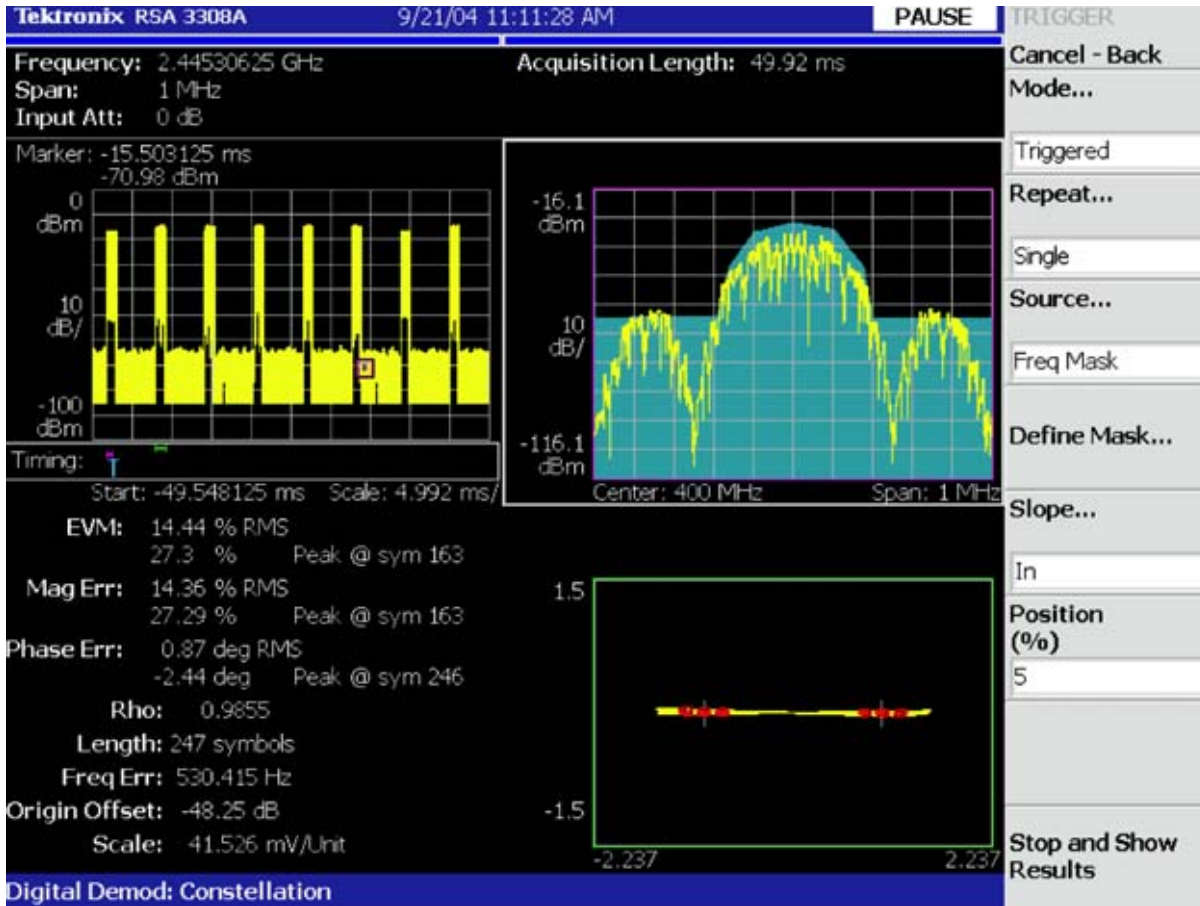 Tektronix RSA 3308A 9/21/04 11:11:28 AM PAUSE
Frequency: 2.44530625 GHz
Span: 1 MHz
Input Att: 0 dB
Acquisition Length: 49.92 ms
Marker: -15.503125 ms
-70.98 dBm
0
dBm
10
dB/
-100
dBm
Timing:
T
Start: -49.548125 ms Scale: 4.992 ms/
-16.1
dBm
10
dB/
-116.1
dBm
Center: 400 MHz Span: 1 MHz
EVM: 14.44 % RMS
27.3 % Peak @ sym 163
Mag Err: 14.36 % RMS
27.29 % Peak @ sym 163
Phase Err: 0.87 deg RMS
-2.44 deg Peak @ sym 246
Rho: 0.9855
Length: 247 symbols
Freq Err: 530.415 Hz
Origin Offset: -48.25 dB
Scale: 41.526 mV/Unit
1.5
-1.5
-2.237 2.237
Digital Demod: Constellation
TRIGGER
Cancel - Back
Mode...
Triggered
Repeat...
Single
Source...
Freq Mask
Define Mask...
Slope...
In
Position
(%)
5
Stop and Show
Results